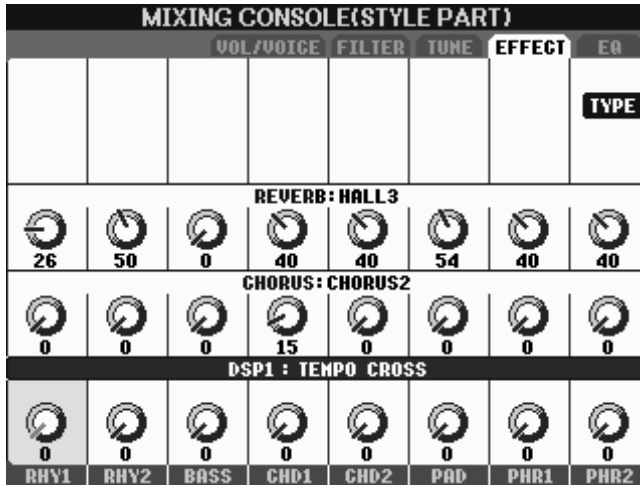 MIXING CONSOLE(STYLE PART)
VOL/VOICE FILTER TUNE EFFECT EQ
TYPE
REVERB:HALL3
26 50 0 40 40 54 40 40
CHORUS:CHORUS2
0 0 0 15 0 0 0 0
DSP1 : TEMPO CROSS
0 0 0 0 0 0 0 0
RHY1 RHY2 BASS CHD1 CHD2 PAD PHR1 PHR2